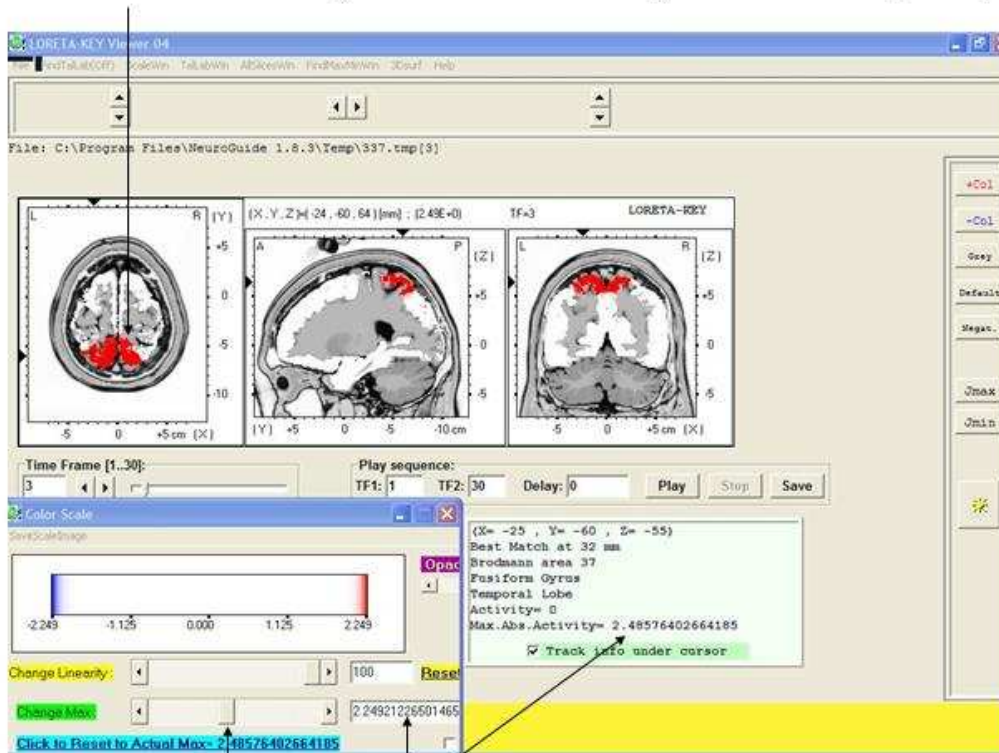 LORETA-KEY Viewer 04
FindTalLab(Off) ScaleWin TalLabWin AllSlicesWin FindMaxMinWin 3Dsurf Help
File: C:\Program Files\NeuroGuide 1.8.3\Temp\337.tmp[3]
+Col
-Col
Grey
Default
Negat.
Jmax
Jmin
L R (Y)
+5
0
-5
-10
-5 0 +5 cm (X)
(X,Y,Z)=(-24,-60,64)[mm] ; (2.49E+0) TF=3 LORETA-KEY
A P (Z)
+5
0
-5
(Y) +5 0 -5 -10 cm
L R (Z)
+5
0
-5
-5 0 +5 cm (X)
Time Frame [1..30]:
3
Play sequence:
TF1: 1 TF2: 30 Delay: 0 Play Stop Save
Color Scale
SaveScaleImage
Opac
-2.249 -1.125 0.000 1.125 2.249
Change Linearity: 100 Reset
Change Max: 2.24921226501465
Click to Reset to Actual Max= 2.48576402664185
(X= -25 , Y= -60 , Z= -55)
Best Match at 32 mm
Brodmann area 37
Fusiform Gyrus
Temporal Lobe
Activity= 0
Max.Abs.Activity= 2.48576402664185
Track info under cursor